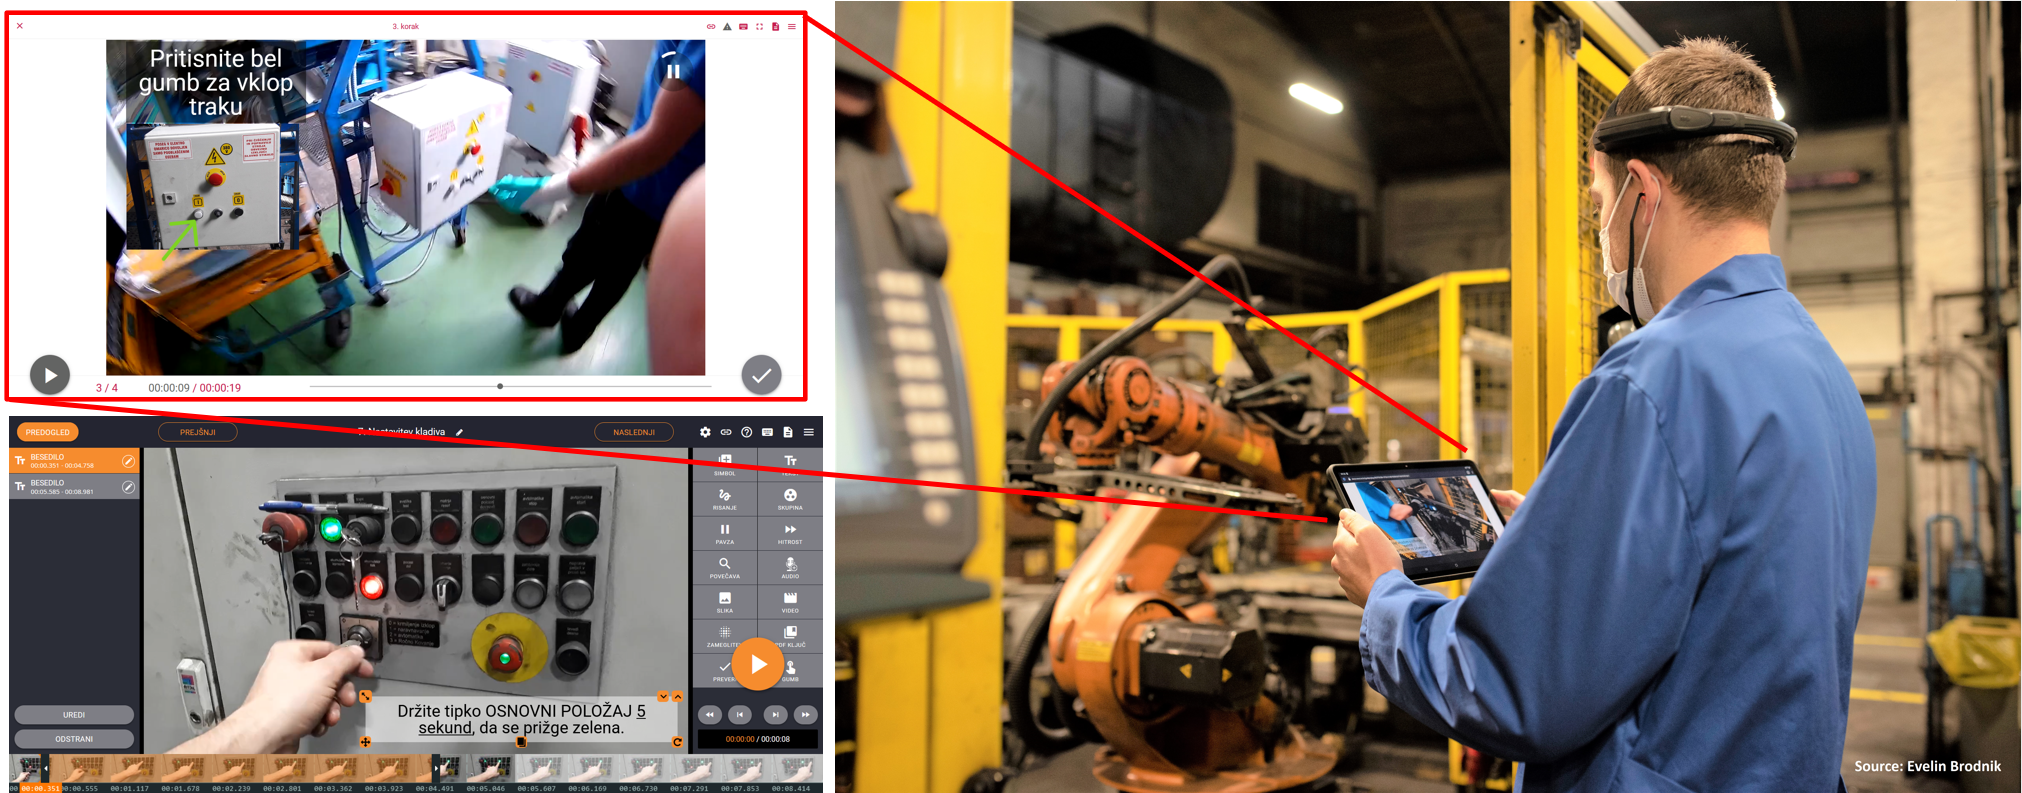 3. korak
Pritisnite bel
gumb za vklop
traku
3 / 4
00:00:09 / 00:00:19
PREDOGLED
PREJŠNJI
7. Nastavitev kladiva
NASLEDNJI
BESEDILO
00:00.351 - 00:04.758
BESEDILO
00:05.585 - 00:08.981
SIMBOL
RISANJE
SKUPINA
PAVZA
HITROST
POVEČAVA
AUDIO
SLIKA
VIDEO
PDF KLJUČ
GUMB
UREDI
ODSTRANI
Držite tipko OSNOVNI POLOŽAJ 5
sekund, da se prižge zelena.
00:00:00 / 00:00:08
00:00.351
00:00.555
00:01.117
00:01.678
00:02.239
00:02.801
00:03.362
00:03.923
00:04.491
00:05.046
00:05.607
00:06.169
00:06.730
00:07.291
00:07.853
00:08.414
Source: Evelin Brodnik